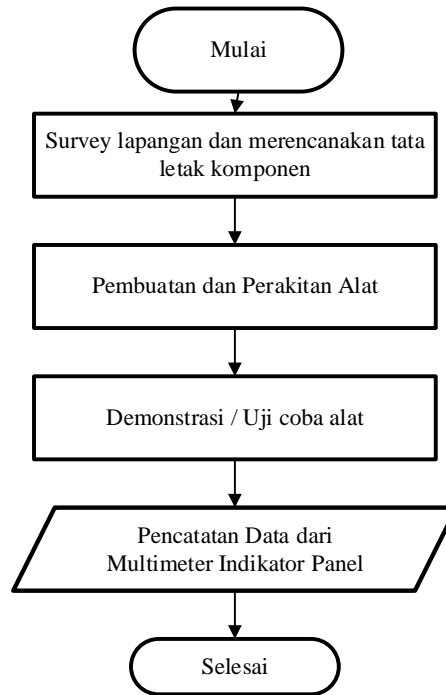 Mulai
Survey lapangan dan merencanakan tata
letak komponen
Pembuatan dan Perakitan Alat
Demonstrasi / Uji coba alat
Pencatatan Data dari
Multimeter Indikator Panel
Selesai